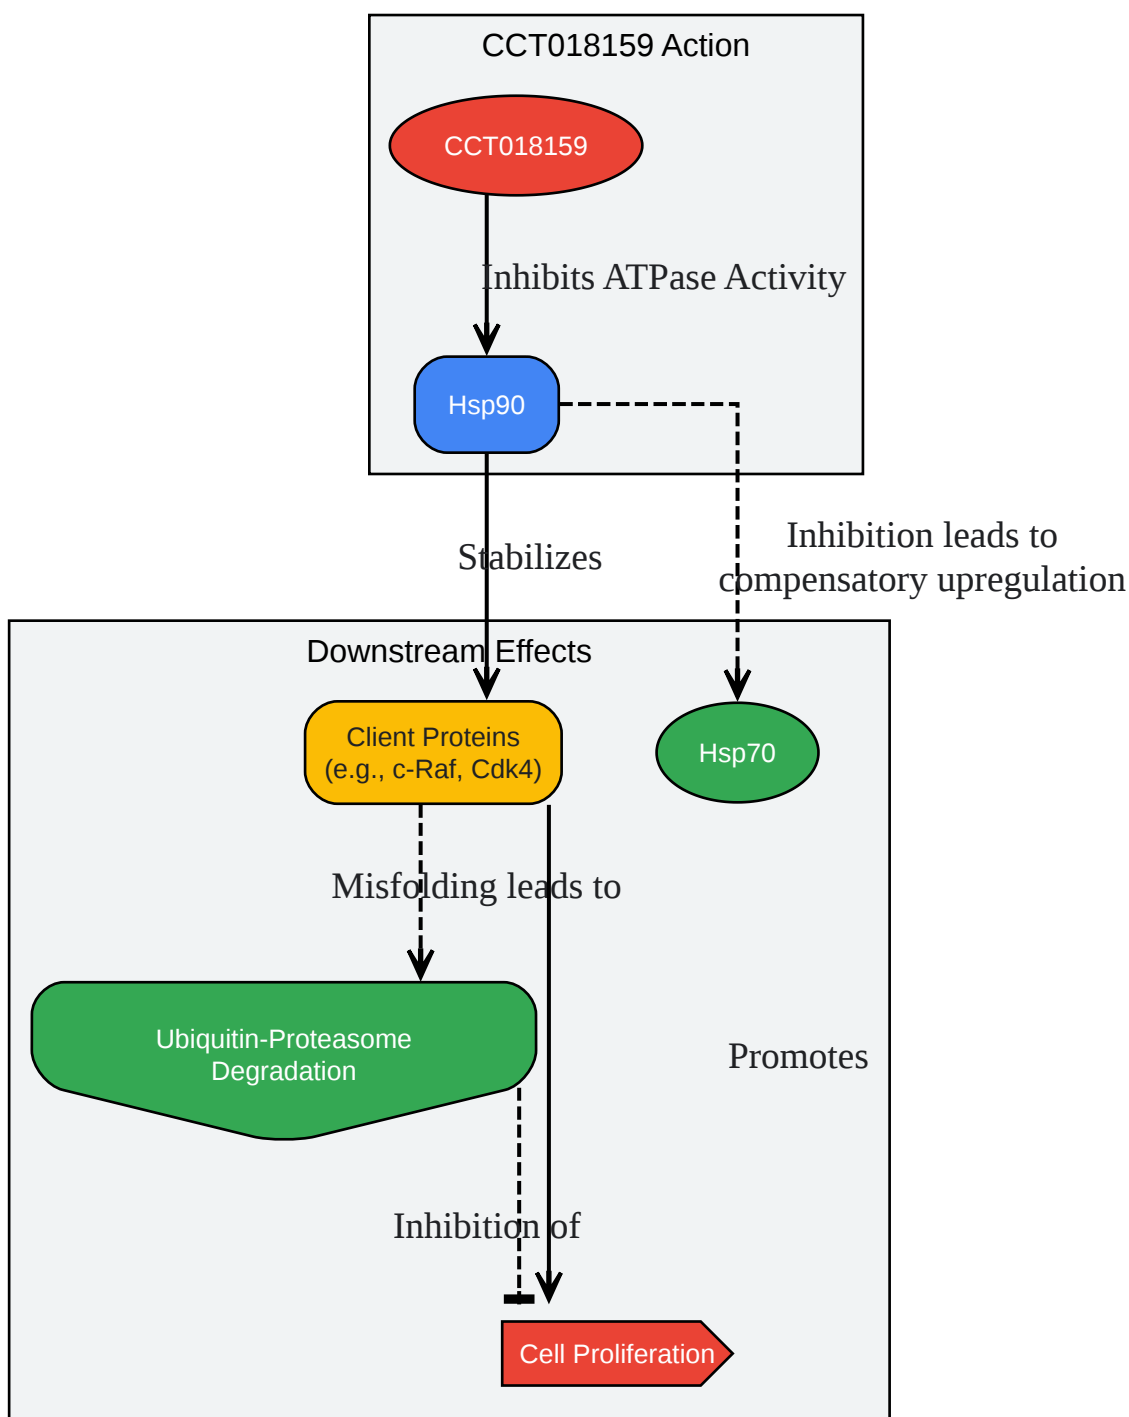 CCT018159 Action
CCT018159
Inhibits ATPase Activity
Hsp90
Stabilizes
Inhibition leads to
compensatory upregulation
Downstream Effects
Client Proteins
(e.g., c-Raf, Cdk4)
Hsp70
Misfolding leads to
Ubiquitin-Proteasome
Degradation
Promotes
Inhibition of
Cell Proliferation